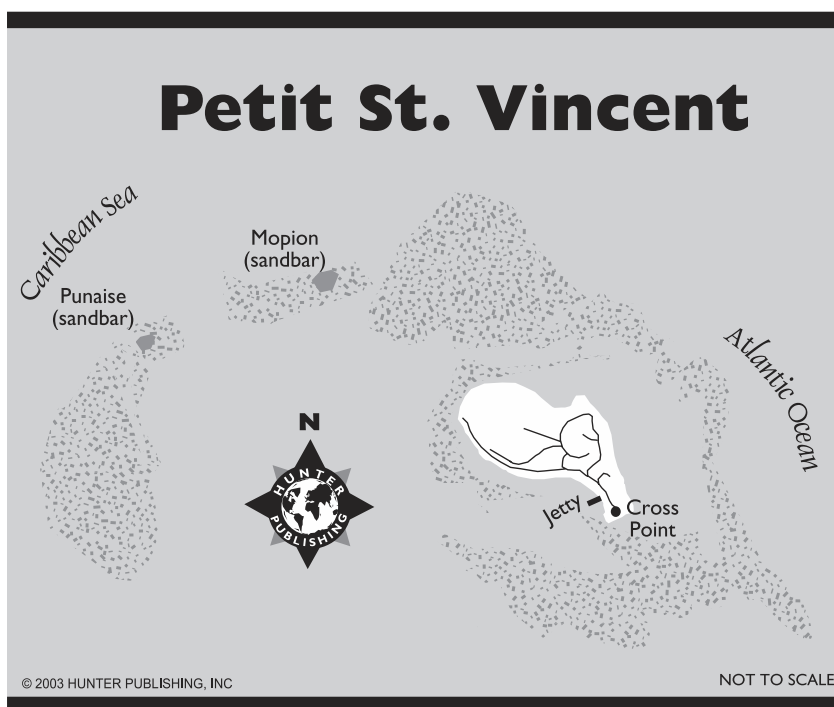 Petit St. Vincent
Caribbean Sea
Mopion
(sandbar)
Punaise
(sandbar)
Atlantic Ocean
N
HUNTER
PUBLISHING
Jetty
Cross
Point
© 2003 HUNTER PUBLISHING, INC
NOT TO SCALE